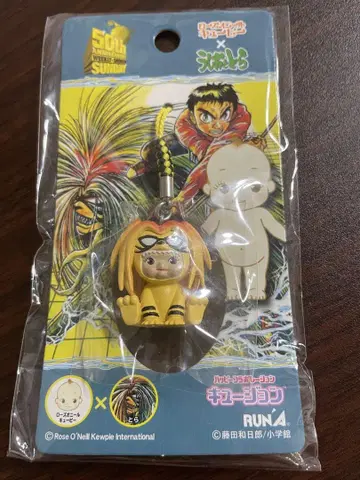 50th
WEEKLY SHONEN
SUNDAY
ローズオニール
キューピー
×
うしおととら
ローズオニール
キューピー
×
とら
ハッピーコラボレーション
キュージョン
RUN'A
©Rose O'Neill Kewpie International
©藤田和日郎/小学館